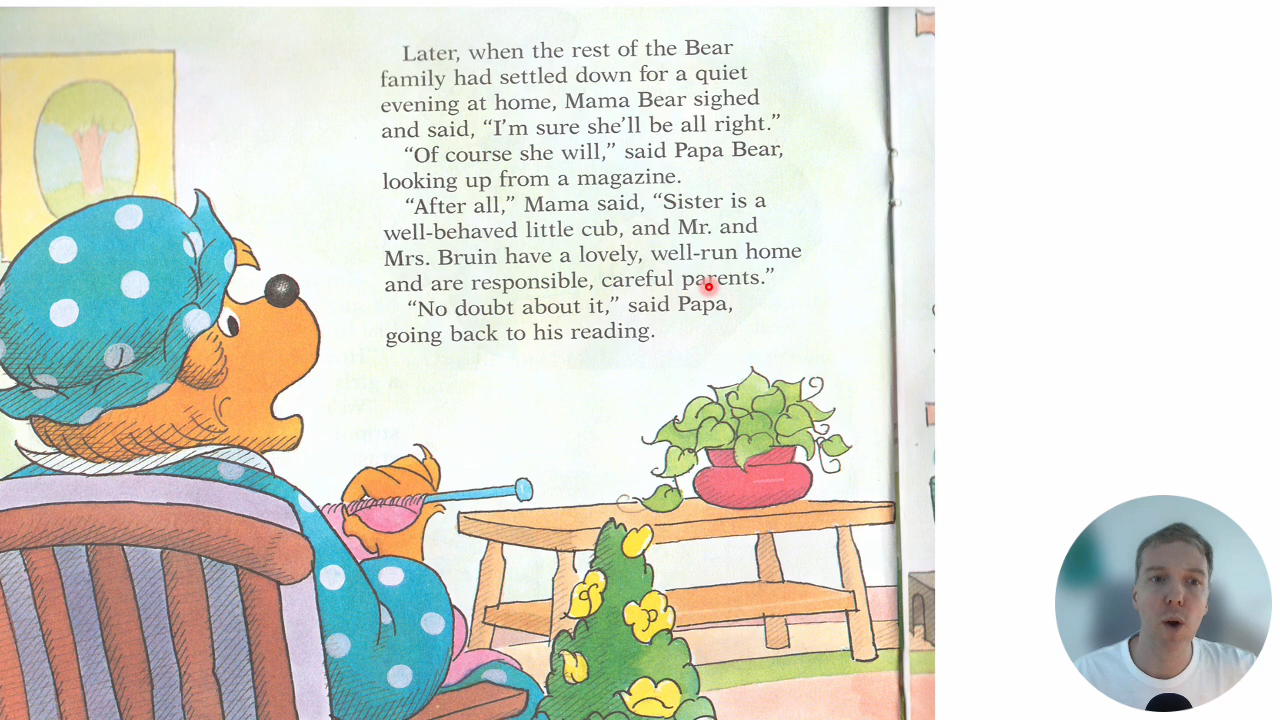 Later, when the rest of the Bear
family had settled down for a quiet
evening at home, Mama Bear sighed
and said, “I’m sure she’ll be all right.”
“Of course she will,” said Papa Bear,
looking up from a magazine.
“After all,” Mama said, “Sister is a
well-behaved little cub, and Mr. and
Mrs. Bruin have a lovely, well-run home
and are responsible, careful parents.”
“No doubt about it,” said Papa,
going back to his reading.